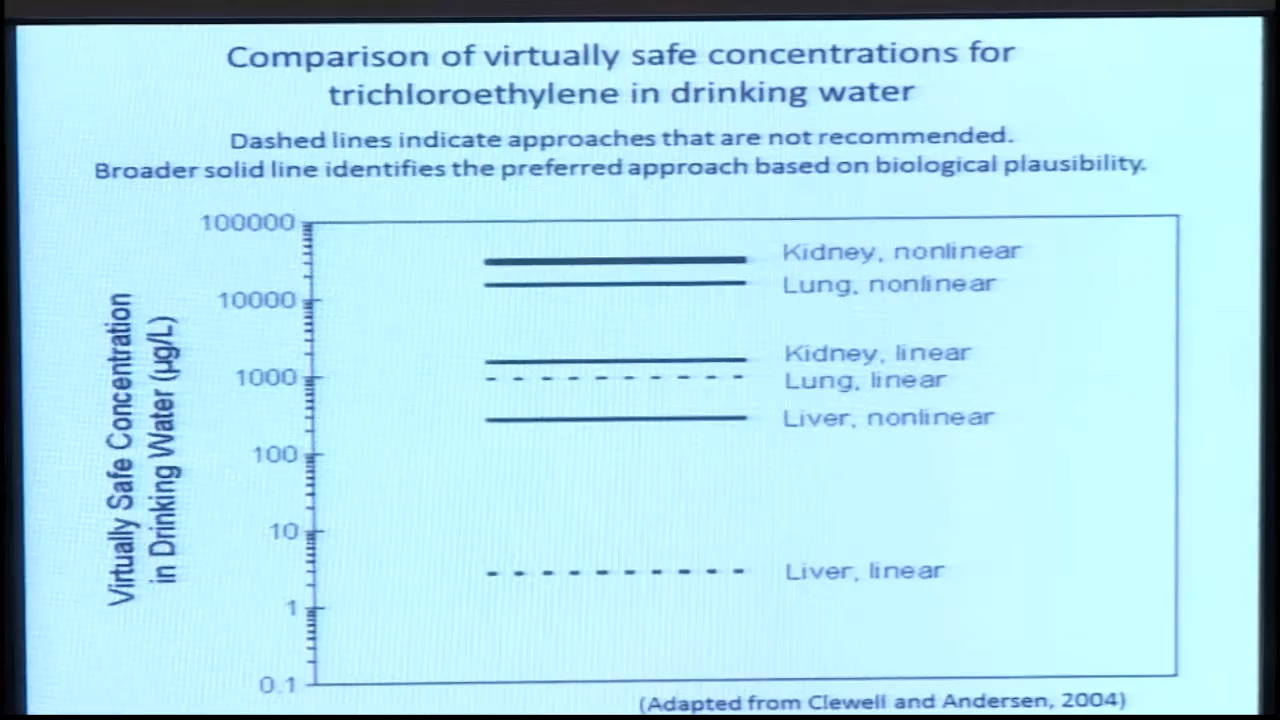 Comparison of virtually safe concentrations for
trichloroethylene in drinking water
Dashed lines indicate approaches that are not recommended.
Broader solid line identifies the preferred approach based on biological plausibility.
Virtually Safe Concentration
in Drinking Water (µg/L)
100000
10000
1000
100
10
1
0.1
Kidney, nonlinear
Lung, nonlinear
Kidney, linear
Lung, linear
Liver, nonlinear
Liver, linear
(Adapted from Clewell and Andersen, 2004)